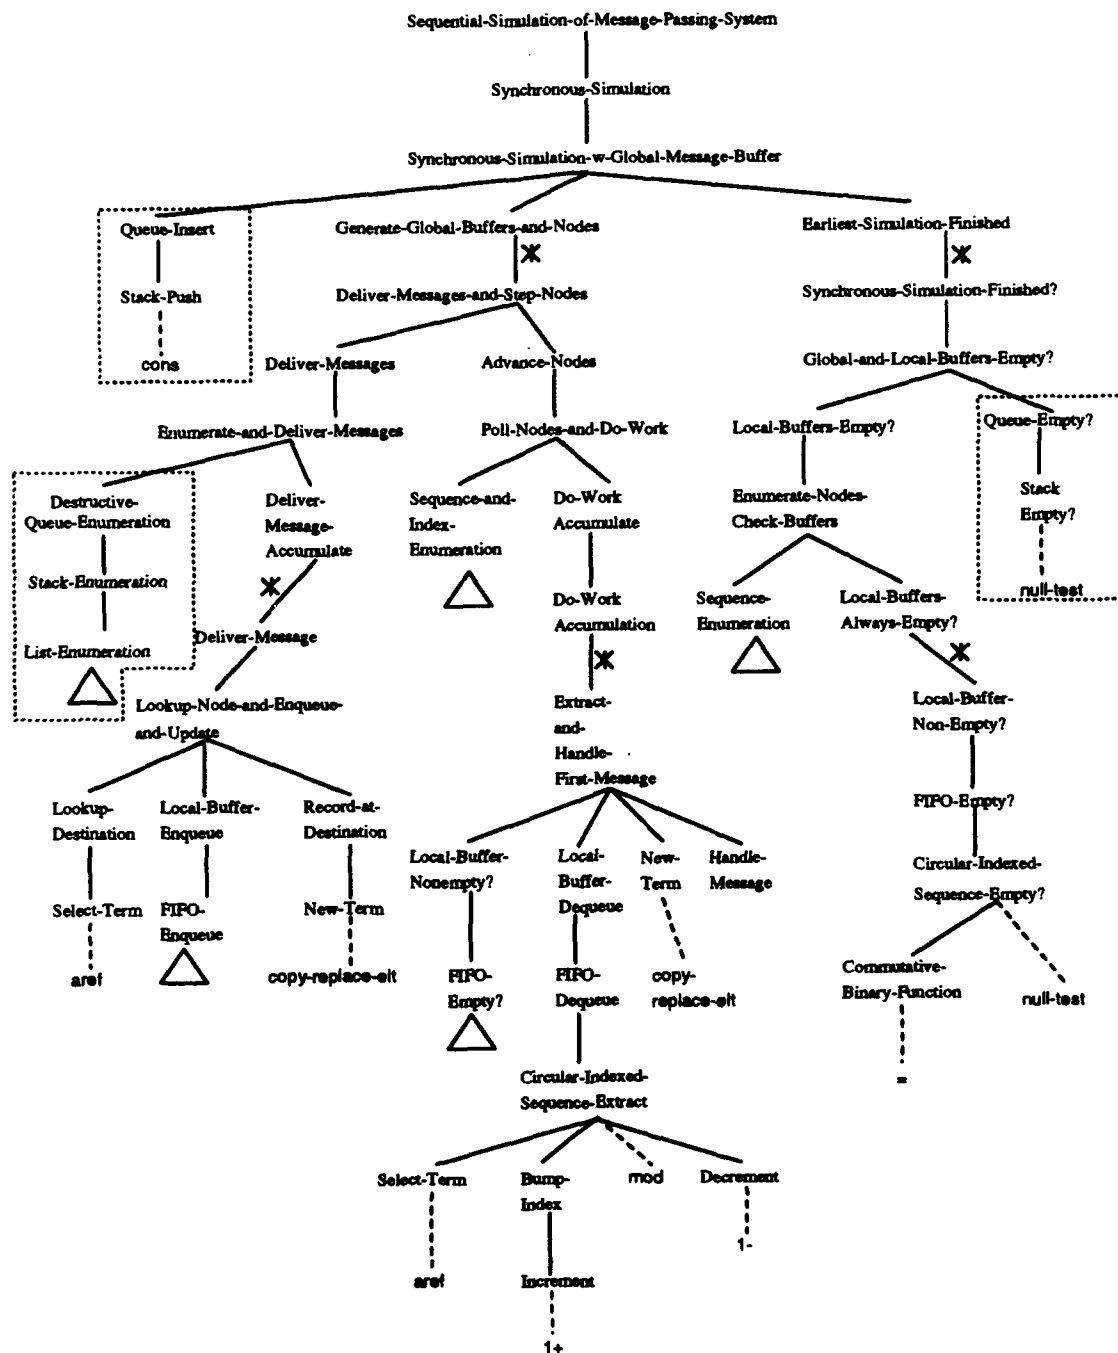 Sequential-Simulation-of-Message-Passing-System
Synchronous-Simulation
Synchronous-Simulation-w-Global-Message-Buffer
Queue-Insert
Generate-Global-Buffers-and-Nodes
Earliest-Simulation-Finished
Stack-Push
Deliver-Messages-and-Step-Nodes
Synchronous-Simulation-Finished?
cons
Deliver-Messages
Advance-Nodes
Global-and-Local-Buffers-Empty?
Enumerate-and-Deliver-Messages
Poll-Nodes-and-Do-Work
Local-Buffers-Empty?
Queue-Empty?
Destructive-
Queue-Enumeration
Deliver-
Message-
Accumulate
Sequence-and-
Index-
Enumeration
Do-Work
Accumulate
Enumerate-Nodes-
Check-Buffers
Stack
Empty?
Stack-Enumeration
Do-Work
Accumulation
Sequence-
Enumeration
Local-Buffers-
Always-Empty?
null-test
List-Enumeration
Deliver-Message
Lookup-Node-and-Enqueue-
and-Update
Extract-
and-
Handle-
First-Message
Local-Buffer-
Non-Empty?
Lookup-
Destination
Local-Buffer-
Enqueue
Record-at-
Destination
FIFO-Empty?
Local-Buffer-
Nonempty?
Local-
Buffer-
Dequeue
New-
Term
Handle-
Message
Circular-Indexed-
Sequence-Empty?
Select-Term
FIFO-
Enqueue
New-Term
aref
copy-replace-elt
FIFO-
Empty?
FIFO-
Dequeue
copy-
replace-elt
Commutative-
Binary-Function
null-test
=
Circular-Indexed-
Sequence-Extract
Select-Term
Bump-
Index
mod
Decrement
1-
aref
Increment
1+